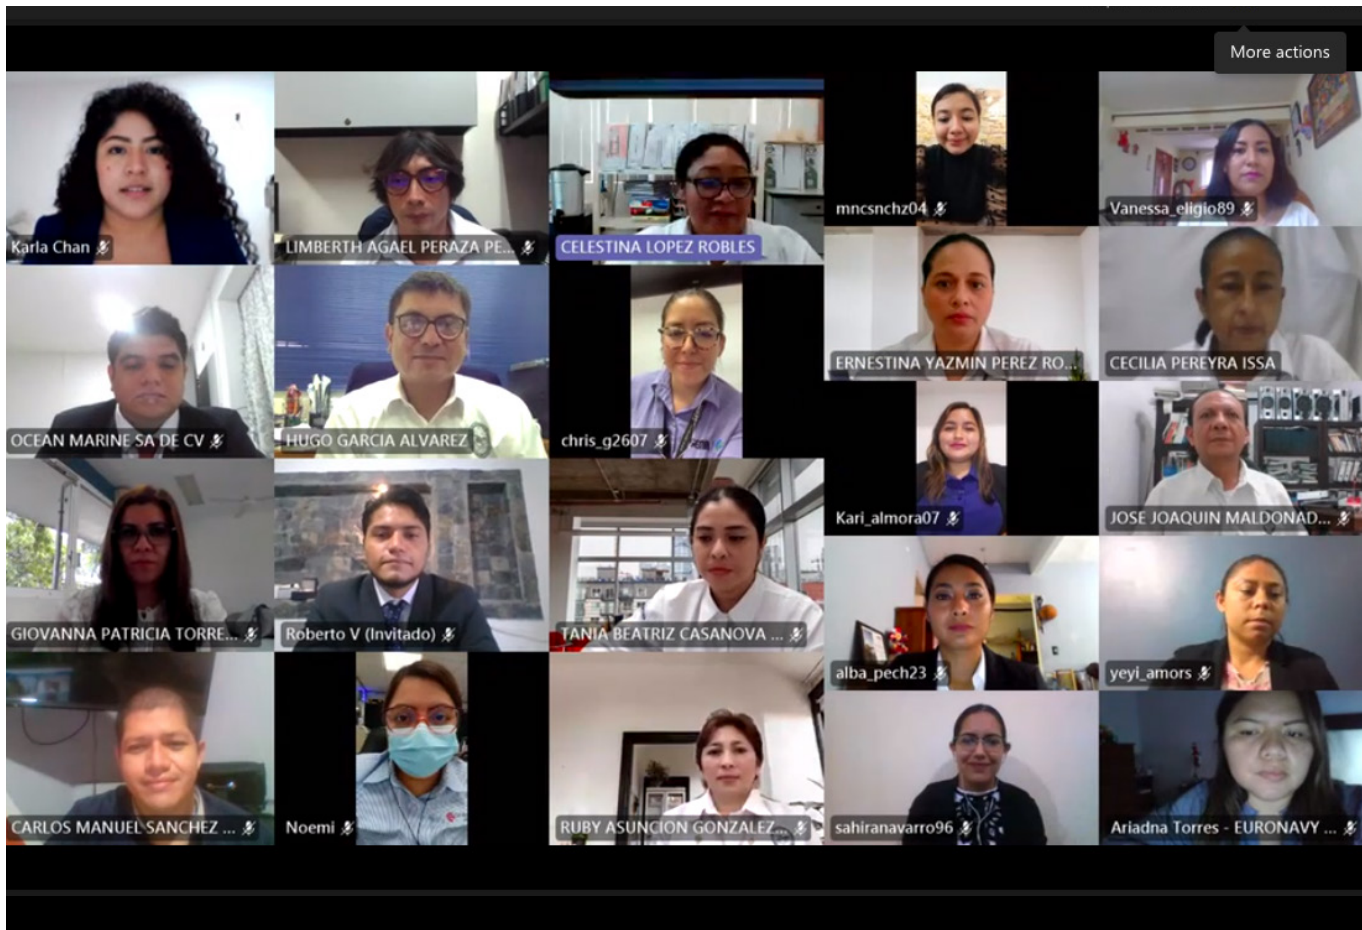 More actions
Karla Chan
LIMBERTH AGAEL PERAZA PE...
CELESTINA LOPEZ ROBLES
mncsnchz04
Vanessa_eligio89
OCEAN MARINE SA DE CV
HUGO GARCIA ALVAREZ
chris_g2607
ERNESTINA YAZMIN PEREZ RO...
CECILIA PEREYRA ISSA
Kari_almora07
JOSE JOAQUIN MALDONAD...
GIOVANNA PATRICIA TORRE...
Roberto V (Invitado)
TANIA BEATRIZ CASANOVA ...
alba_pech23
yeyi_amors
CARLOS MANUEL SANCHEZ ...
Noemi
RUBY ASUNCION GONZALEZ...
sahiranavarro96
Ariadna Torres - EURONAVY ...